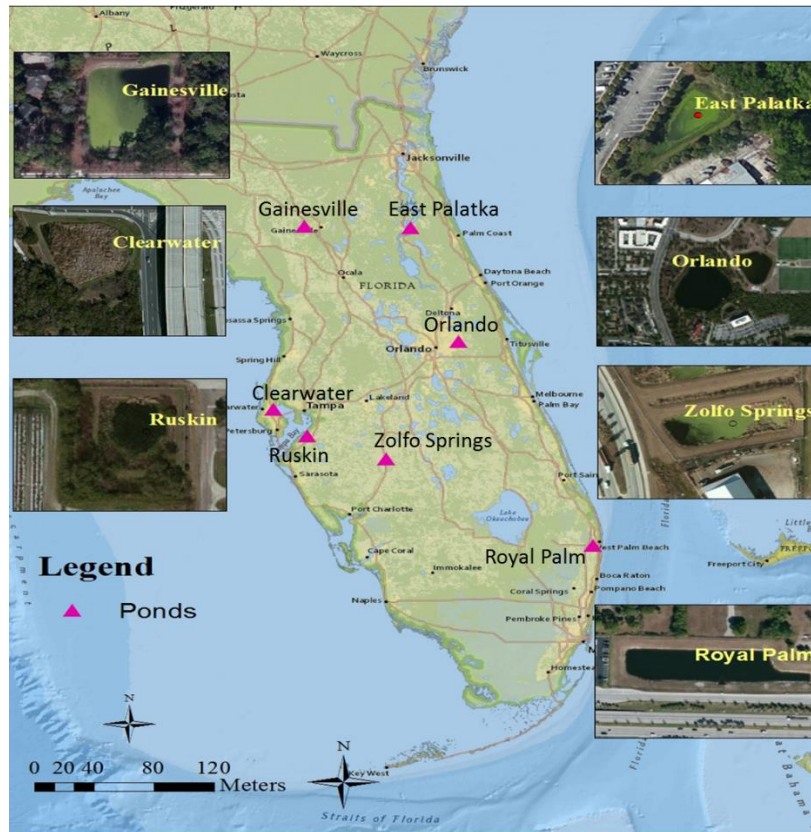 Albany
Waycross
Brunswick
Gainesville
East Palatka
Jacksonville
Apalachee
Bay
Clearwater
Gainesville
East Palatka
Palm Coast
Orlando
Ocala
FLORIDA
Daytona Beach
Port Orange
Deltona
Orlando
Orlando
Titusville
Spring Hill
Ruskin
Clearwater
Lakeland
Melbourne
Palm Bay
Zolfo Springs
Tampa
Petersburg
Ruskin
Zolfo Springs
Sarasota
Port Charlotte
Lake
Okeechobee
Royal Palm
Cape Coral
Immokalee
Boca Raton
Freeport City
Coral Springs
Pompano Beach
Naples
Pembroke Pines
Royal Palm
Legend
Ponds
N
N
0 20 40 80 120
Meters
Key West
Straits of Florida